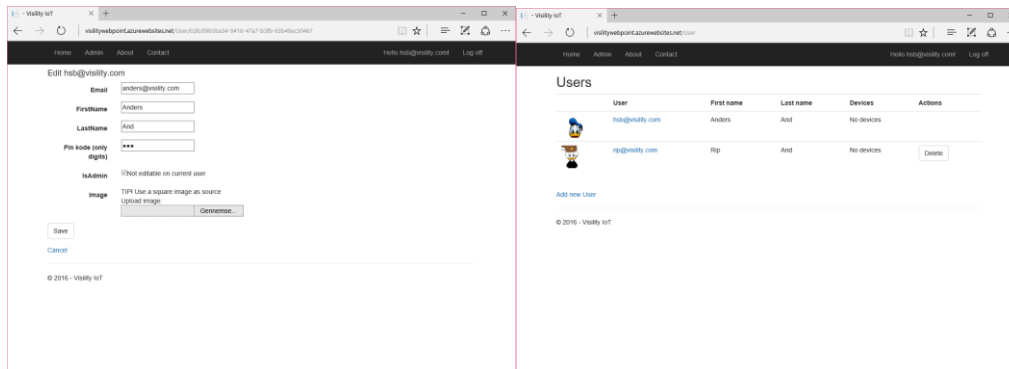 - Visility IoT
visilitywebpoint.azurewebsites.net
Home Admin About Contact Hello hsb@visility.com! Log off
Edit hsb@visility.com
Email anders@visility.com
FirstName Anders
LastName And
Pin kode (only digits) •••
IsAdmin Not editable on current user
Image TIP! Use a square image as source
Upload image:
Gennemse...
Save
Cancel
© 2016 - Visility IoT
- Visility IoT
visilitywebpoint.azurewebsites.net/User
Home Admin About Contact Hello hsb@visility.com! Log off
Users
User First name Last name Devices Actions
hsb@visility.com Anders And No devices
rip@visility.com Rip And No devices Delete
Add new User
© 2016 - Visility IoT